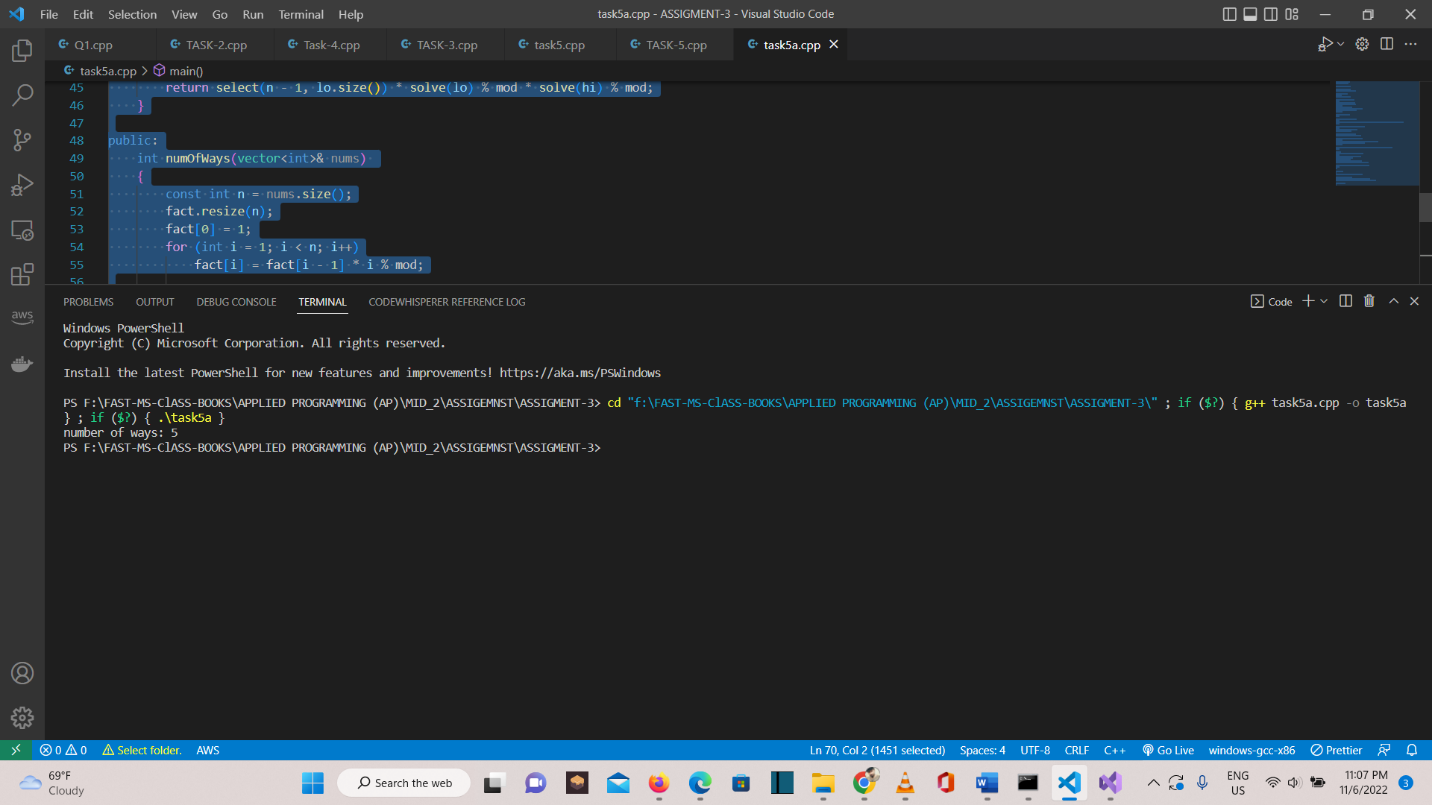 File Edit Selection View Go Run Terminal Help task5a.cpp - ASSIGMENT-3 - Visual Studio Code
Q1.cpp TASK-2.cpp Task-4.cpp TASK-3.cpp task5.cpp TASK-5.cpp task5a.cpp
task5a.cpp > main()
45 return select(n - 1, lo.size()) * solve(lo) % mod * solve(hi) % mod;
46 }
47
48 public:
49 int numOfWays(vector<int>& nums)
50 {
51 const int n = nums.size();
52 fact.resize(n);
53 fact[0] = 1;
54 for (int i = 1; i < n; i++)
55 fact[i] = fact[i - 1] * i % mod;
56
aws
PROBLEMS OUTPUT DEBUG CONSOLE TERMINAL CODEWHISPERER REFERENCE LOG Code
Windows PowerShell
Copyright (C) Microsoft Corporation. All rights reserved.
Install the latest PowerShell for new features and improvements! https://aka.ms/PSWindows
PS F:\FAST-MS-ClASS-BOOKS\APPLIED PROGRAMMING (AP)\MID_2\ASSIGEMNST\ASSIGMENT-3> cd "f:\FAST-MS-ClASS-BOOKS\APPLIED PROGRAMMING (AP)\MID_2\ASSIGEMNST\ASSIGMENT-3\" ; if ($?) { g++ task5a.cpp -o task5a
} ; if ($?) { .\task5a }
number of ways: 5
PS F:\FAST-MS-ClASS-BOOKS\APPLIED PROGRAMMING (AP)\MID_2\ASSIGEMNST\ASSIGMENT-3>
0 0 Select folder. AWS Ln 70, Col 2 (1451 selected) Spaces: 4 UTF-8 CRLF C++ Go Live windows-gcc-x86 Prettier
69°F
Cloudy
Search the web
ENG
US
11:07 PM
11/6/2022
3